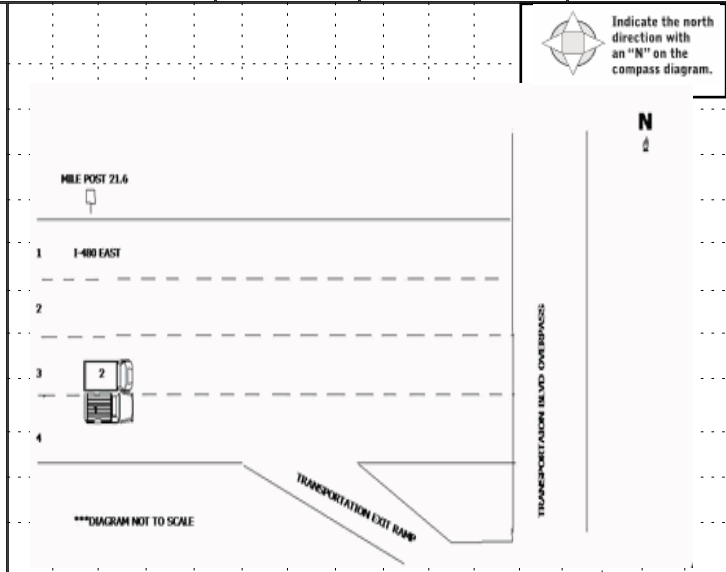 Indicate the north
direction with
an “N” on the
compass diagram.
N
MILE POST 21.6
1
I-480 EAST
2
3
2
4
TRANSPORTAION BLVD OVERPASS
TRANSPORTATION EXIT RAMP
***DIAGRAM NOT TO SCALE